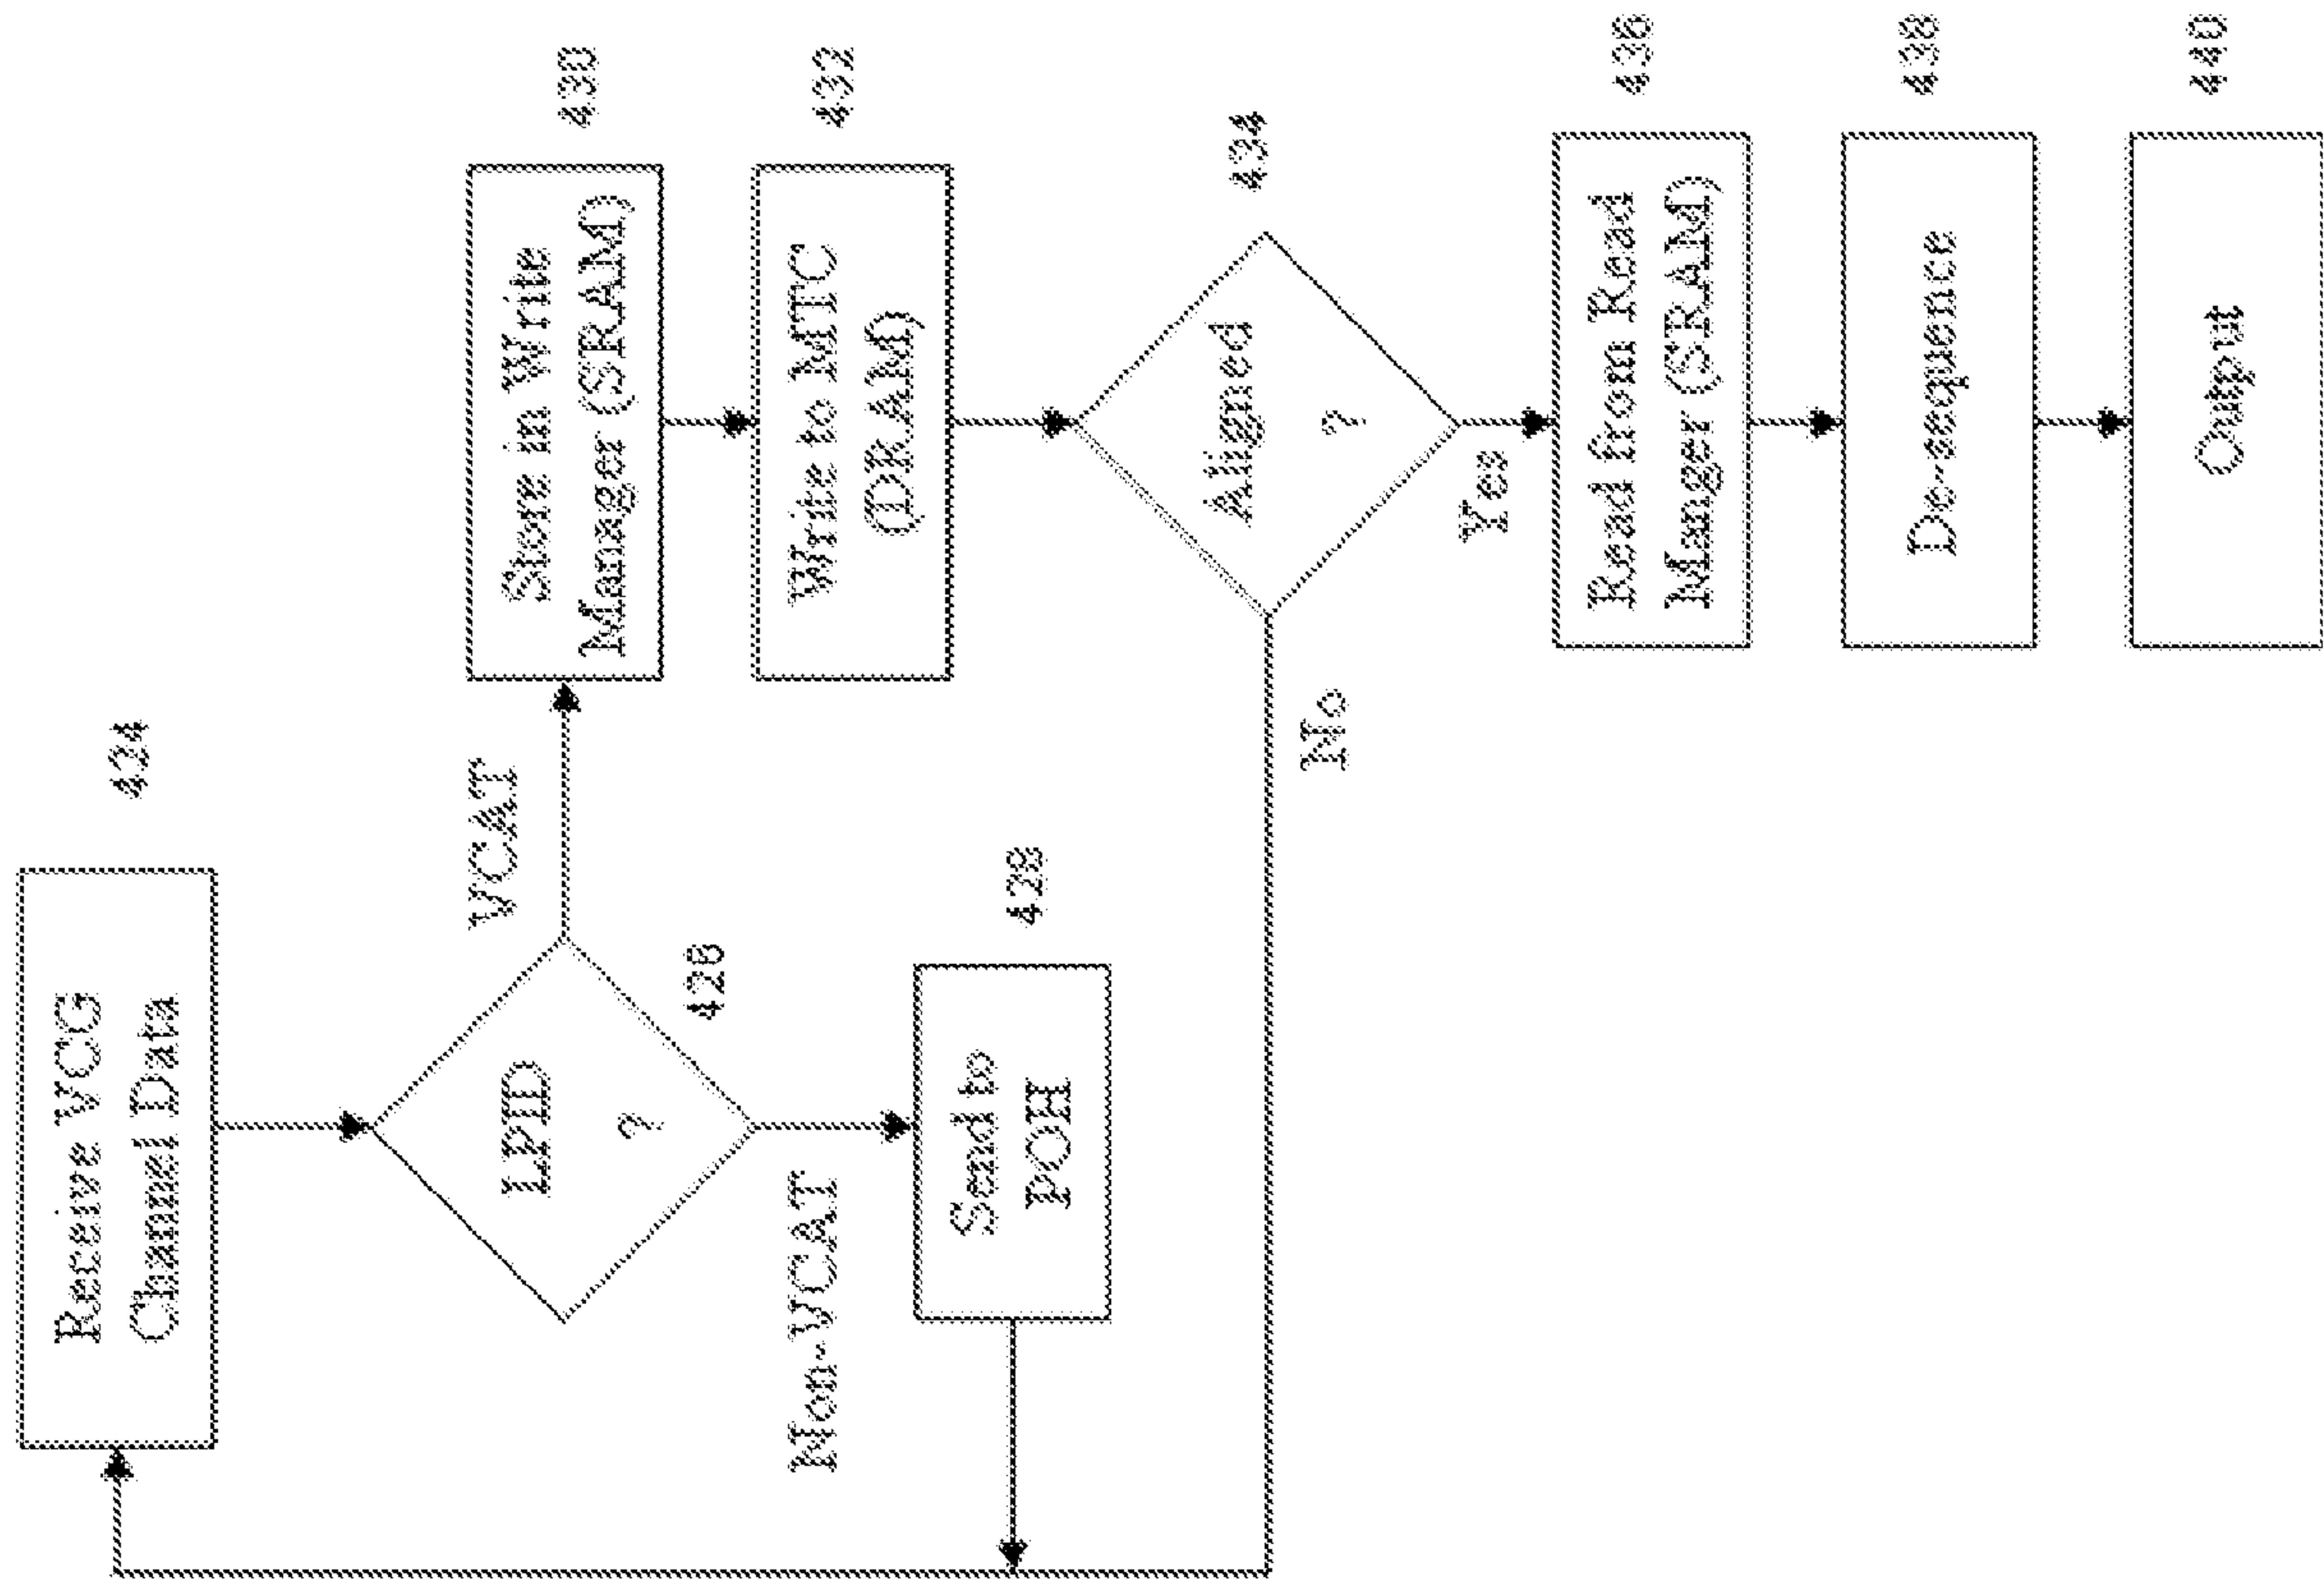 Receive VCG
Channel Data
424
LPID
?
426
VCAT
Non-VCAT
Send to
POH
428
Store in Write
Manager (SRAM)
430
Write to MTC
(DRAM)
432
Aligned
?
434
No
Yes
Read from Read
Manger (SRAM)
436
De-sequence
438
Output
440